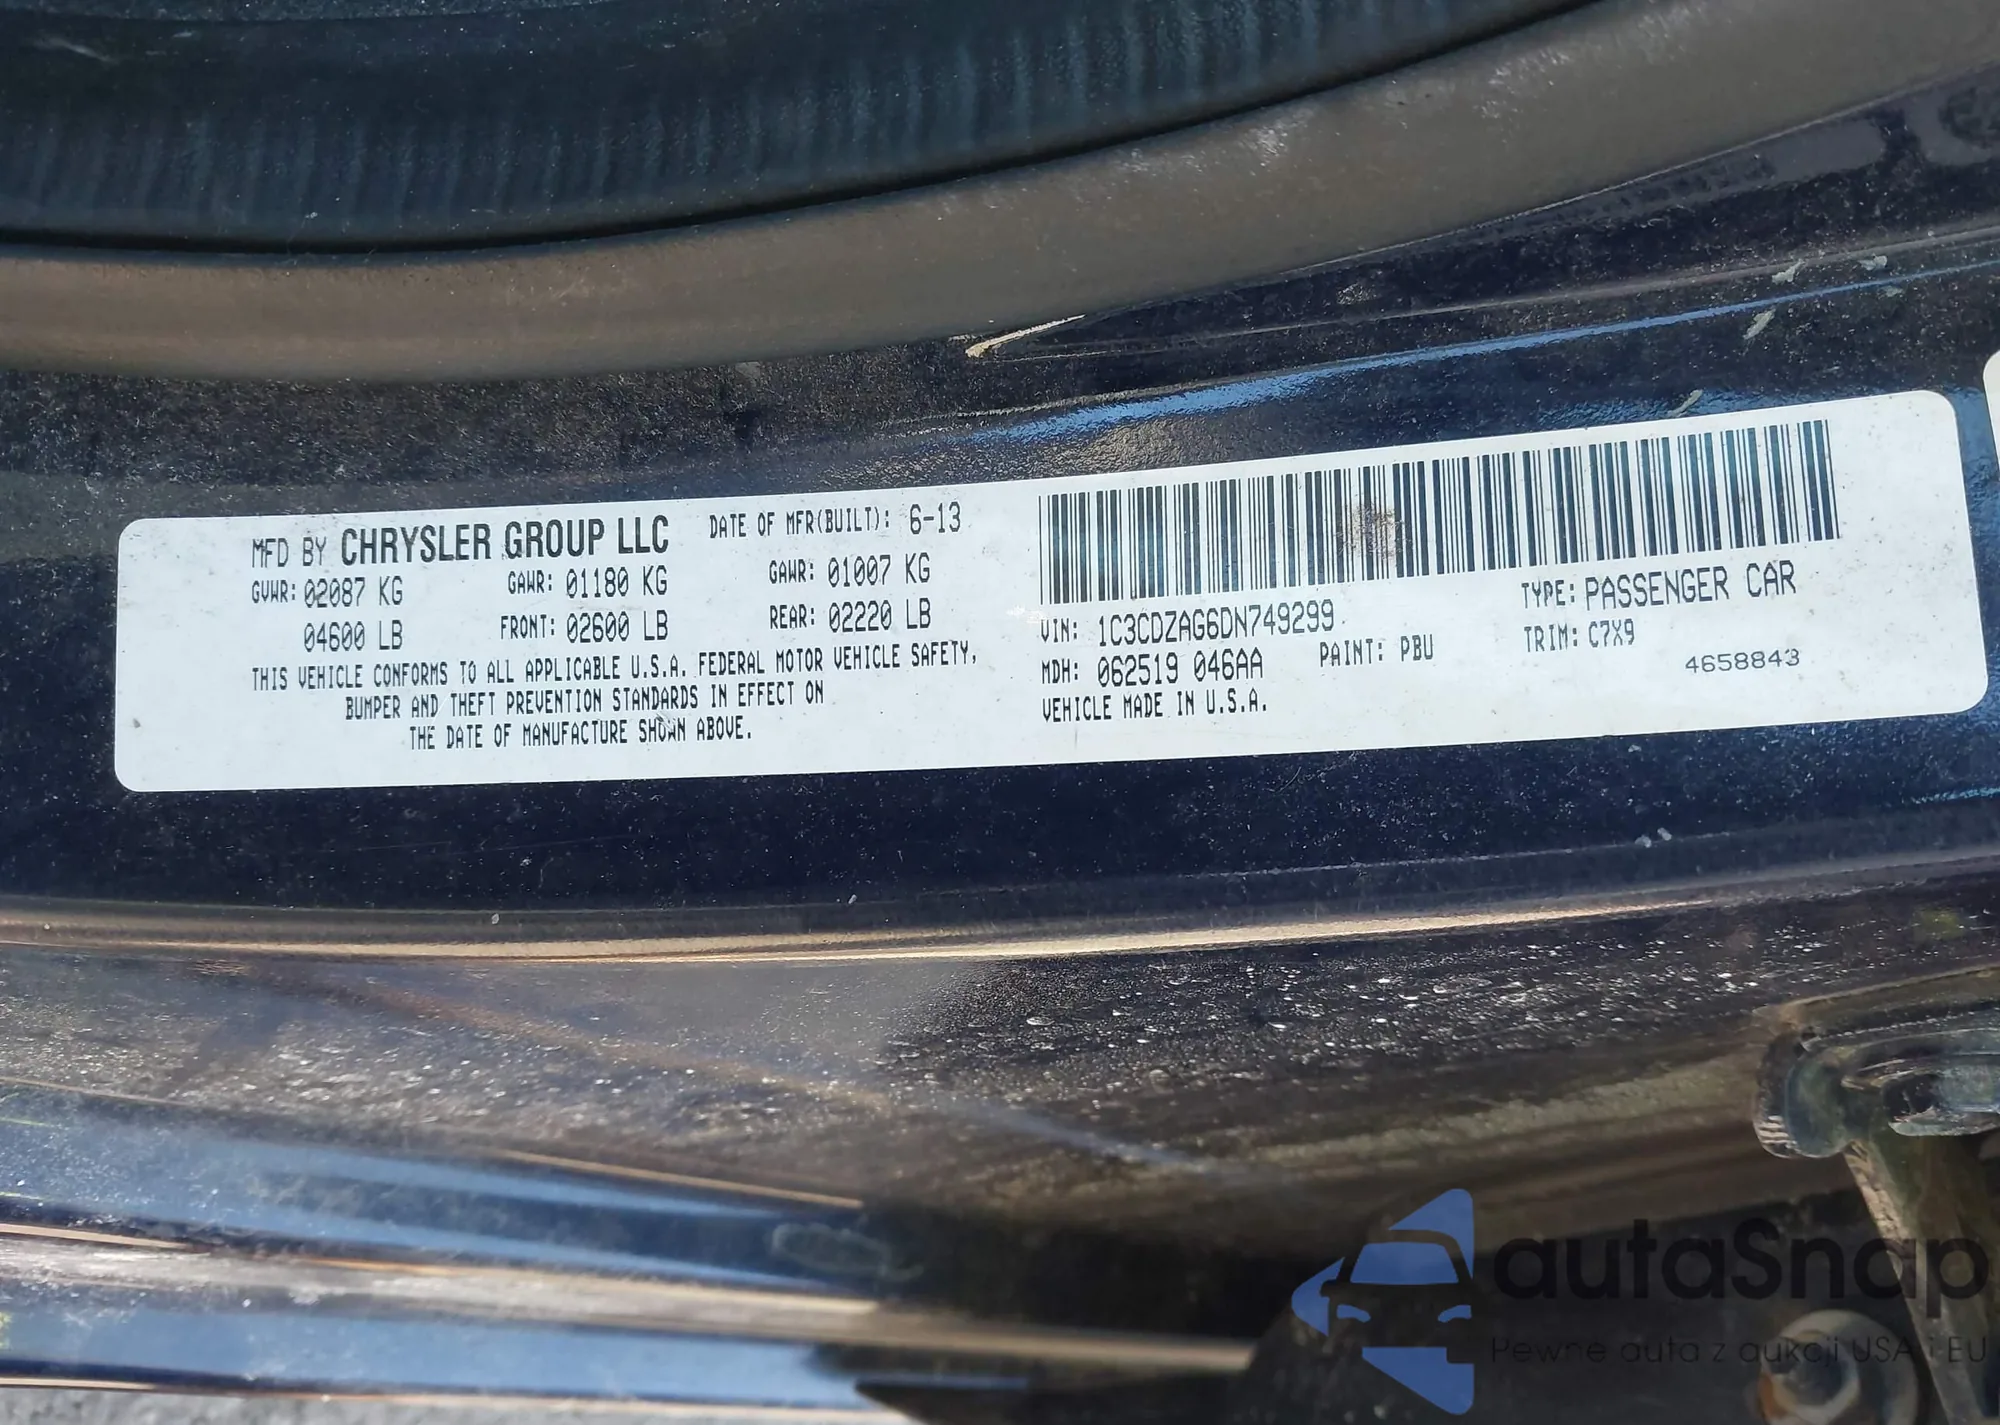 MFD BY CHRYSLER GROUP LLC DATE OF MFR(BUILT): 6-13
GVWR: 02087 KG GAWR: 01180 KG GAWR: 01007 KG
04600 LB FRONT: 02600 LB REAR: 02220 LB
THIS VEHICLE CONFORMS TO ALL APPLICABLE U.S.A. FEDERAL MOTOR VEHICLE SAFETY,
BUMPER AND THEFT PREVENTION STANDARDS IN EFFECT ON
THE DATE OF MANUFACTURE SHOWN ABOVE.
VIN: 1C3CDZAG6DN749299 TYPE: PASSENGER CAR
MDH: 062519 046AA PAINT: PBU TRIM: C7X9
VEHICLE MADE IN U.S.A. 4658843
autaSnap
Pewne auta z aukcji USA i EU